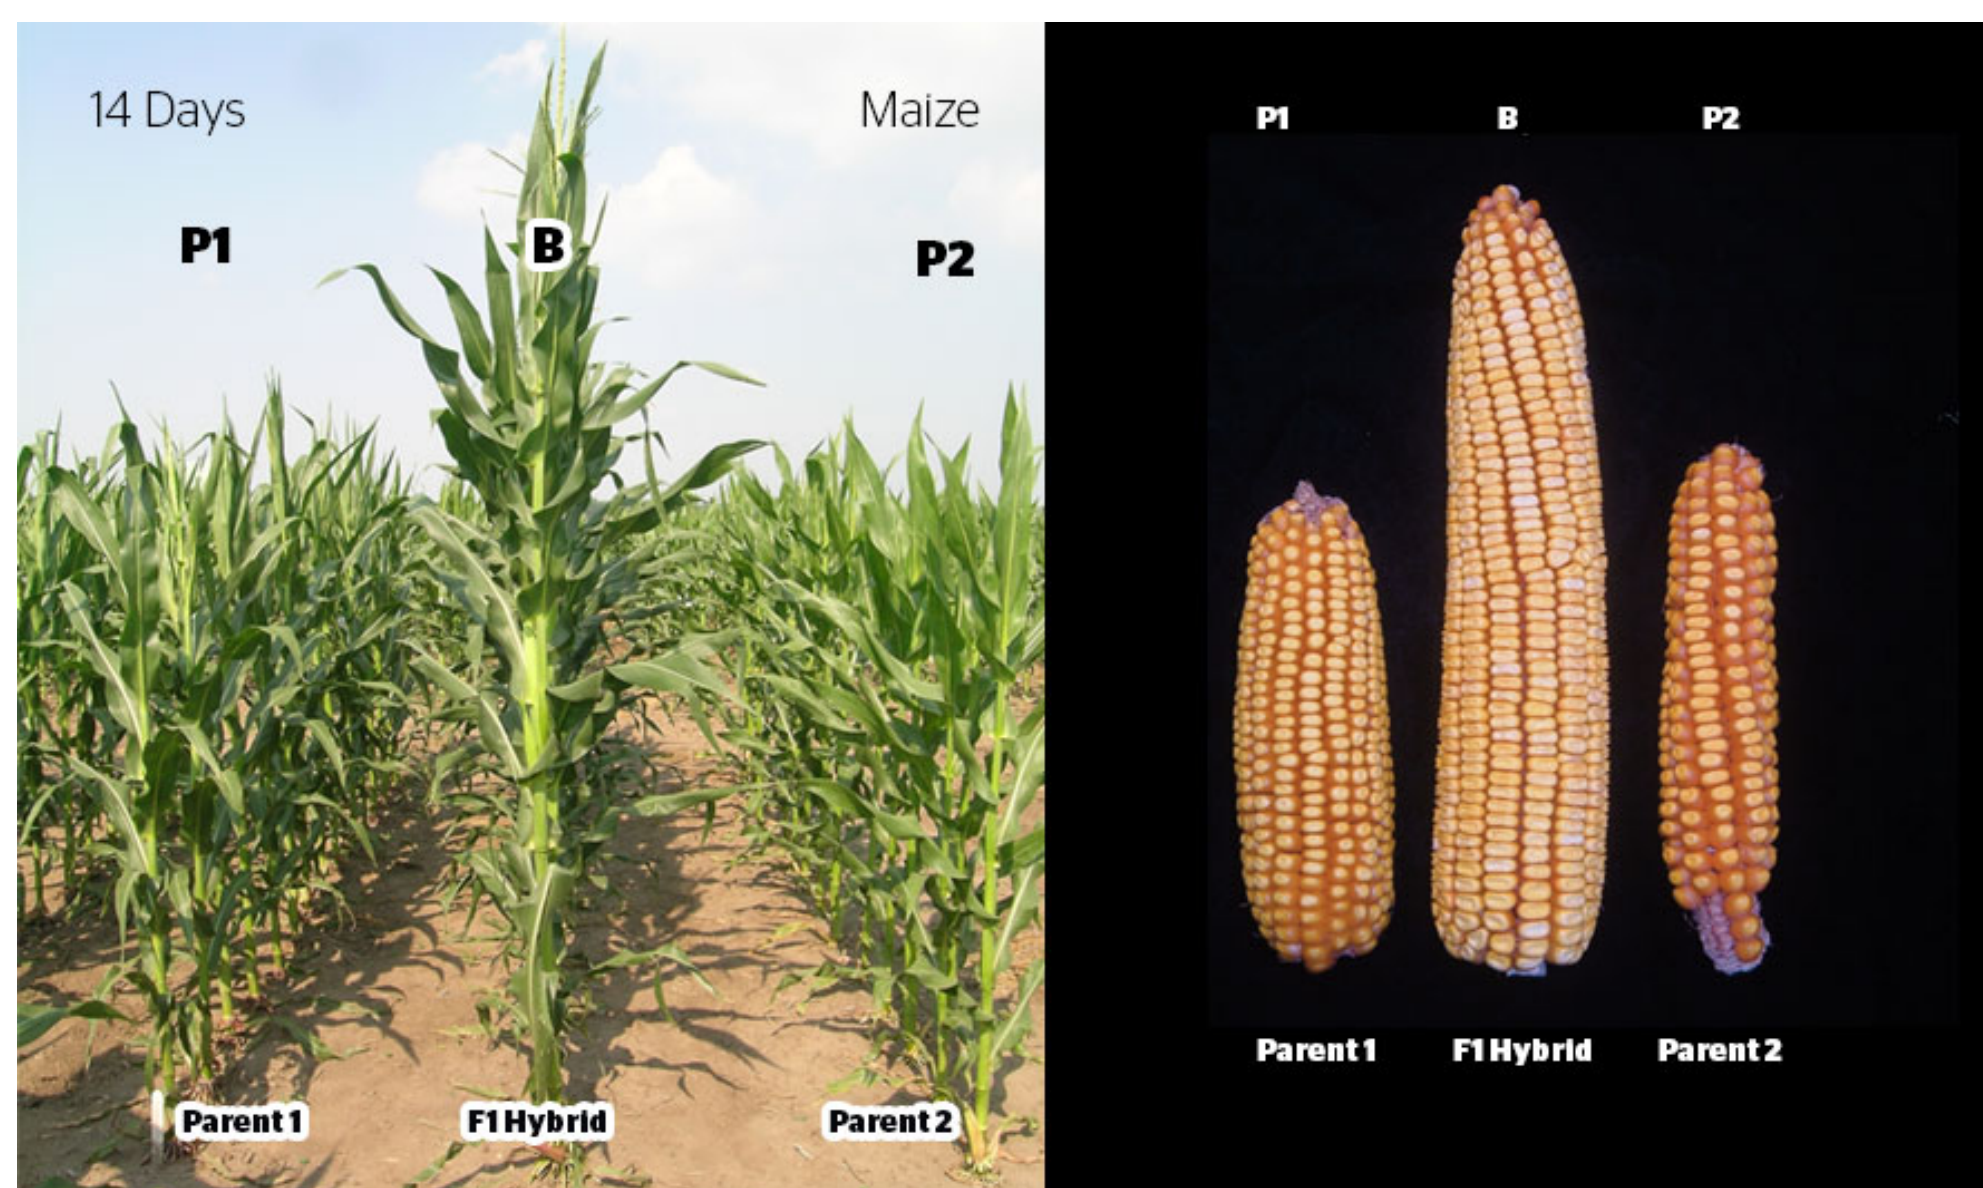 14 Days
Maize
P1
B
P2
Parent 1
F1 Hybrid
Parent 2
P1
B
P2
Parent 1
F1 Hybrid
Parent 2